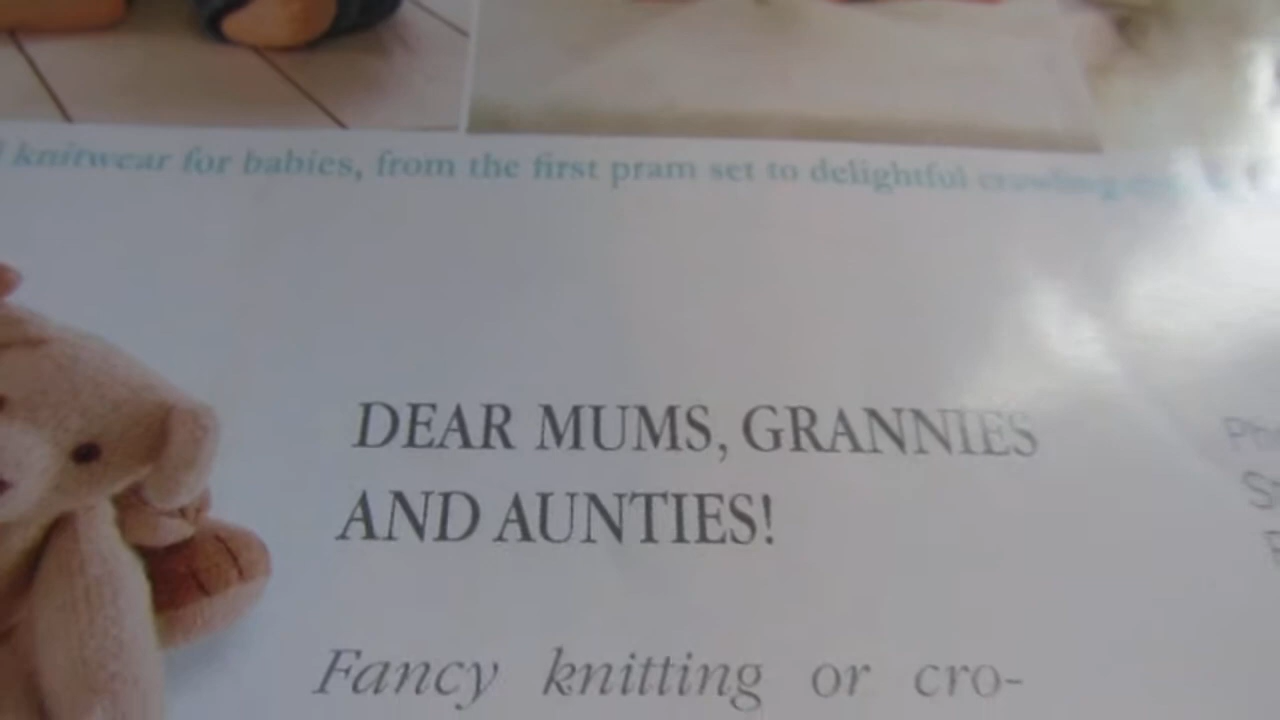 knitwear for babies, from the first pram set to delightful crawling
DEAR MUMS, GRANNIES
AND AUNTIES!
Fancy knitting or cro-